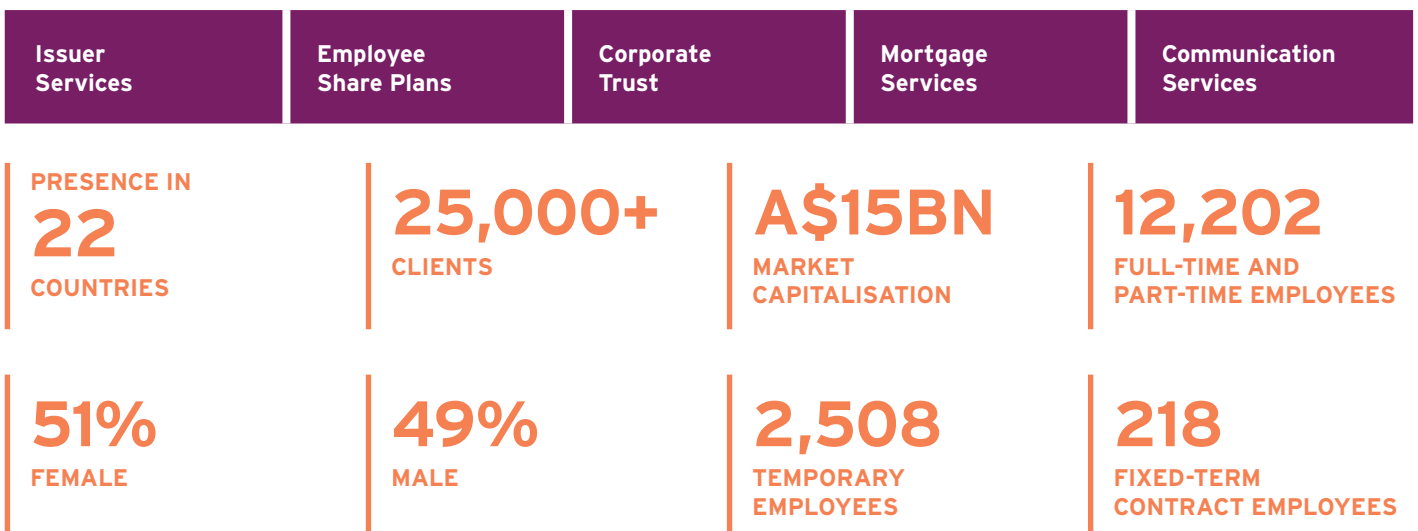 Issuer
Services
Employee
Share Plans
Corporate
Trust
Mortgage
Services
Communication
Services
PRESENCE IN
22
COUNTRIES
25,000+
CLIENTS
A$15BN
MARKET
CAPITALISATION
12,202
FULL-TIME AND
PART-TIME EMPLOYEES
51%
FEMALE
49%
MALE
2,508
TEMPORARY
EMPLOYEES
218
FIXED-TERM
CONTRACT EMPLOYEES